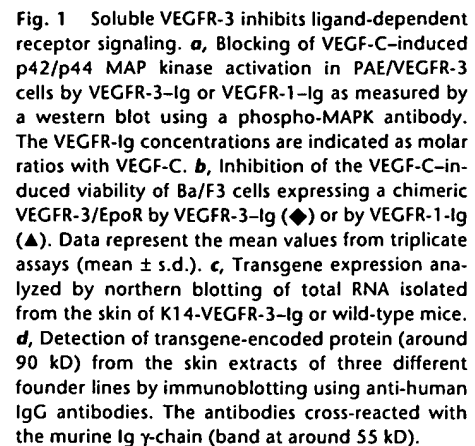 Fig. 1 Soluble VEGFR-3 inhibits ligand-dependent
receptor signaling. a, Blocking of VEGF-C–induced
p42/p44 MAP kinase activation in PAE/VEGFR-3
cells by VEGFR-3–Ig or VEGFR-1–Ig as measured by
a western blot using a phospho-MAPK antibody.
The VEGFR-Ig concentrations are indicated as molar
ratios with VEGF-C. b, Inhibition of the VEGF-C–in-
duced viability of Ba/F3 cells expressing a chimeric
VEGFR-3/EpoR by VEGFR-3–Ig (◆) or by VEGFR-1-Ig
(▲). Data represent the mean values from triplicate
assays (mean ± s.d.). c, Transgene expression ana-
lyzed by northern blotting of total RNA isolated
from the skin of K14-VEGFR-3–Ig or wild-type mice.
d, Detection of transgene-encoded protein (around
90 kD) from the skin extracts of three different
founder lines by immunoblotting using anti-human
IgG antibodies. The antibodies cross-reacted with
the murine Ig γ-chain (band at around 55 kD).